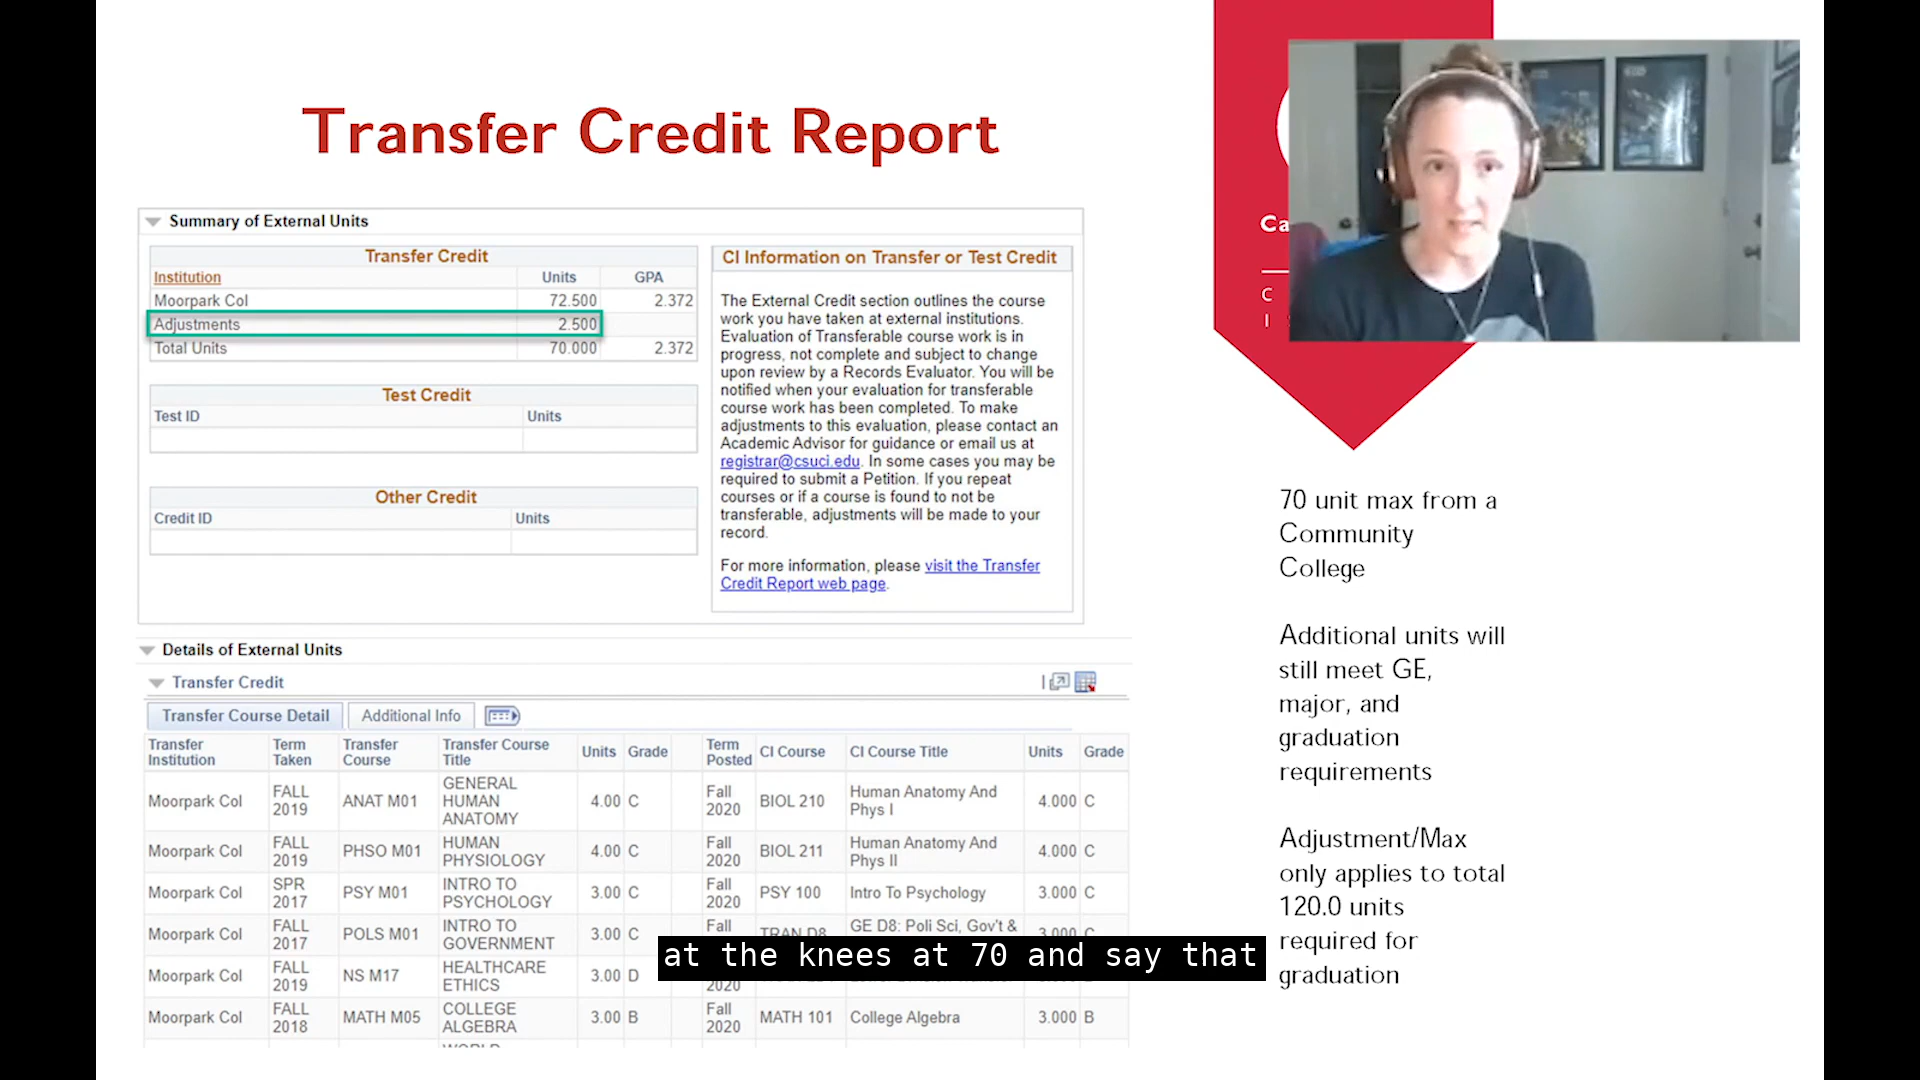 Transfer Credit Report
Summary of External Units
Transfer Credit
Institution Units GPA
Moorpark Col 72.500 2.372
Adjustments 2.500
Total Units 70.000 2.372
Test Credit
Test ID Units
Other Credit
Credit ID Units
CI Information on Transfer or Test Credit
The External Credit section outlines the course
work you have taken at external institutions.
Evaluation of Transferable course work is in
progress, not complete and subject to change
upon review by a Records Evaluator. You will be
notified when your evaluation for transferable
course work has been completed. To make
adjustments to this evaluation, please contact an
Academic Advisor for guidance or email us at
registrar@csuci.edu. In some cases you may be
required to submit a Petition. If you repeat
courses or if a course is found to not be
transferable, adjustments will be made to your
record.
For more information, please visit the Transfer
Credit Report web page.
Details of External Units
Transfer Credit
Transfer Course Detail Additional Info
Transfer Institution Term Taken Transfer Course Transfer Course Title Units Grade Term Posted CI Course CI Course Title Units Grade
Moorpark Col FALL 2019 ANAT M01 GENERAL HUMAN ANATOMY 4.00 C Fall 2020 BIOL 210 Human Anatomy And Phys I 4.000 C
Moorpark Col FALL 2019 PHSO M01 HUMAN PHYSIOLOGY 4.00 C Fall 2020 BIOL 211 Human Anatomy And Phys II 4.000 C
Moorpark Col SPR 2017 PSY M01 INTRO TO PSYCHOLOGY 3.00 C Fall 2020 PSY 100 Intro To Psychology 3.000 C
Moorpark Col FALL 2017 POLS M01 INTRO TO GOVERNMENT 3.00 C Fall TRAN D8 GE D8: Poli Sci, Gov't & 3.000 C
Moorpark Col FALL 2019 NS M17 HEALTHCARE ETHICS 3.00 D 2020
Moorpark Col FALL 2018 MATH M05 COLLEGE ALGEBRA 3.00 B Fall 2020 MATH 101 College Algebra 3.000 B
Ca
C
I
70 unit max from a
Community
College
Additional units will
still meet GE,
major, and
graduation
requirements
Adjustment/Max
only applies to total
120.0 units
required for
graduation
at the knees at 70 and say that